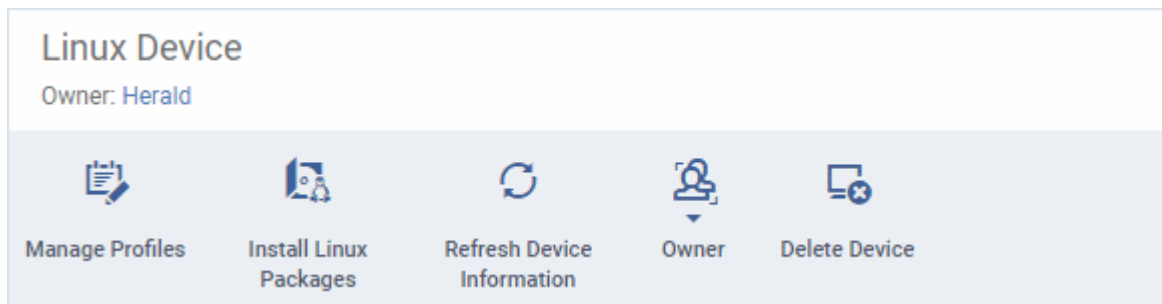 Linux Device
Owner: Herald
Manage Profiles
Install Linux
Packages
Refresh Device
Information
Owner
Delete Device